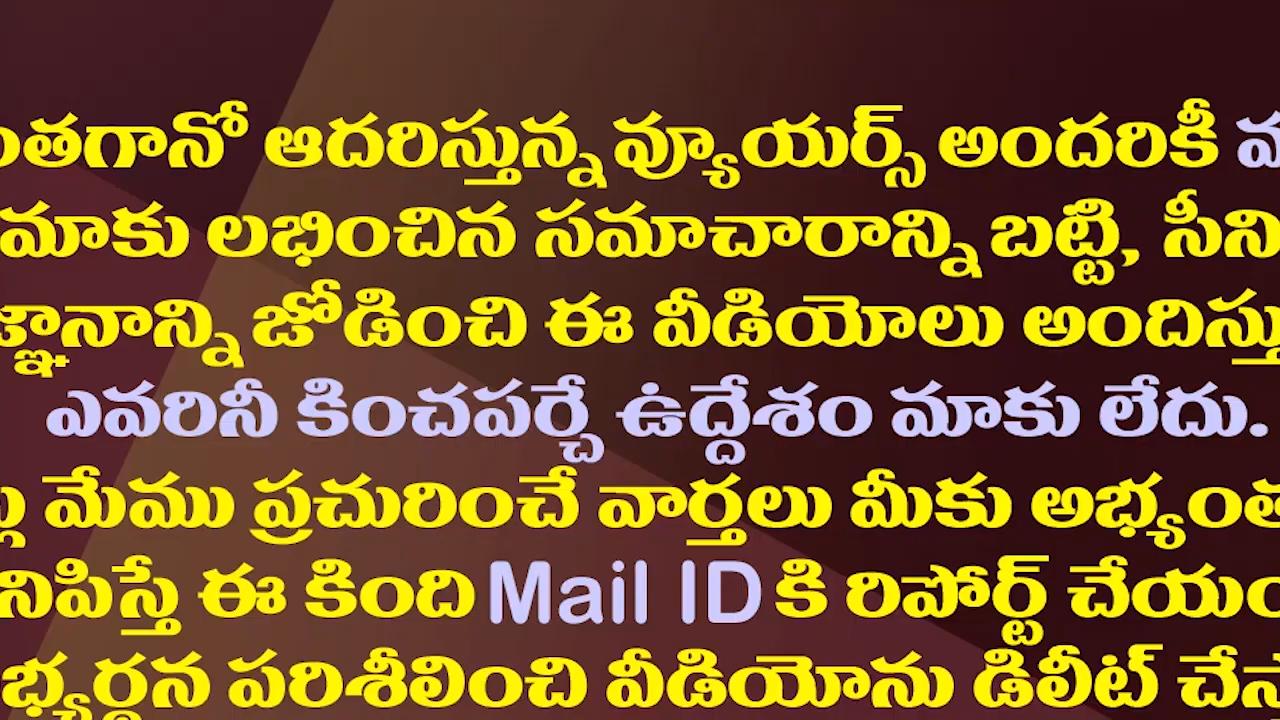 ంతగానో ఆదరిస్తున్న వ్యూయర్స్ అందరికీ
మాకు లభించిన సమాచారాన్ని బట్టి, సీని
జ్ఞానాన్ని జోడించి ఈ వీడియోలు అందిస్తు
ఎవరినీ కించపర్చే ఉద్దేశం మాకు లేదు.
మేము ప్రచురించే వార్తలు మీకు అభ్యంత
నిపిస్తే ఈ కింది Mail ID కి రిపోర్ట్ చేయం
భ్యర్థన పరిశీలించి వీడియోను డిలీట్ చేస